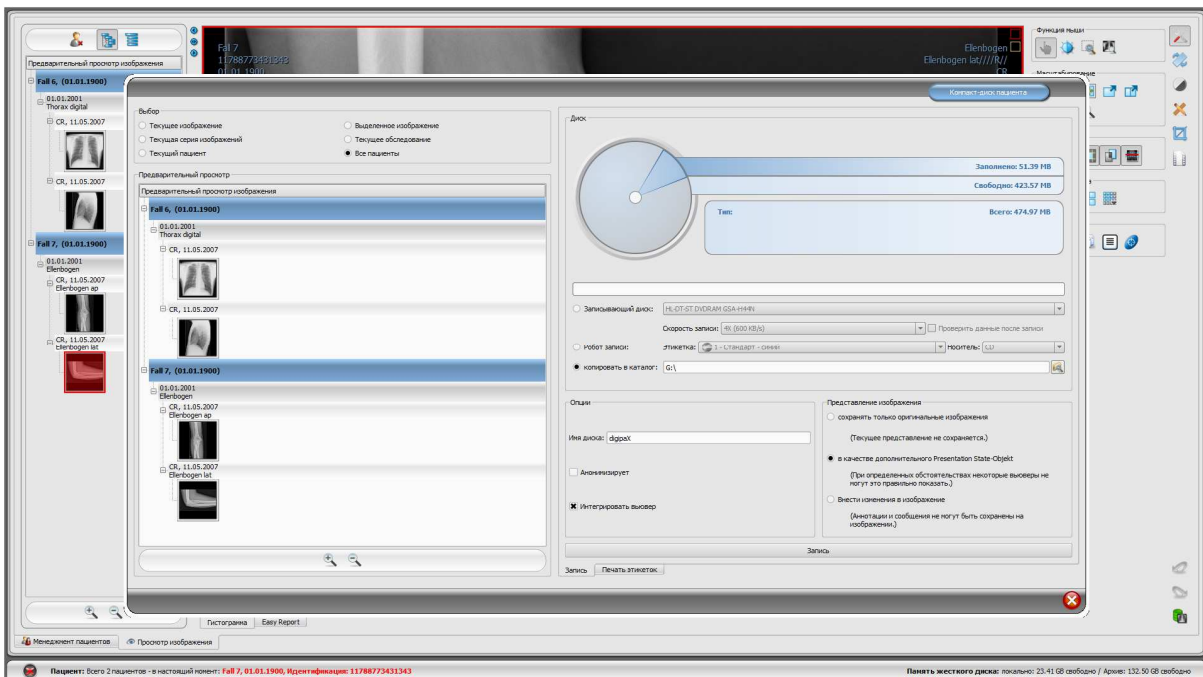 Предварительный просмотр изображения
Fall 6, (01.01.1900)
01.01.2001
Thorax digital
CR, 11.05.2007
CR, 11.05.2007
Fall 7, (01.01.1900)
01.01.2001
Ellenbogen
CR, 11.05.2007
Ellenbogen ap
CR, 11.05.2007
Ellenbogen lat
Fall 7
11788773431343
01.01.1900
Ellenbogen
Ellenbogen lat////R//
CR
Функция мыши
Масштабирование
Компакт-диск пациента
Выбор
Текущее изображение
Выделенное изображение
Текущая серия изображений
Текущее обследование
Текущий пациент
Все пациенты
Предварительный просмотр
Предварительный просмотр изображения
Fall 6, (01.01.1900)
01.01.2001
Thorax digital
CR, 11.05.2007
CR, 11.05.2007
Fall 7, (01.01.1900)
01.01.2001
Ellenbogen
CR, 11.05.2007
Ellenbogen ap
CR, 11.05.2007
Ellenbogen lat
Диск
Заполнено: 51.39 MB
Свободно: 423.57 MB
Тип:
Всего: 474.97 MB
Записывающий диск:
HL-DT-ST DVDRAM GSA-H44N
Скорость записи:
4X (600 KB/s)
Проверить данные после записи
Робот записи:
Этикетка:
1 - Стандарт - синий
Носитель:
CD
копировать в каталог:
G:\
Опции
Имя диска:
digipaX
Анонимизирует
Интегрировать вьювер
Представление изображения
сохранять только оригинальные изображения
(Текущее представление не сохраняется.)
в качестве дополнительного Presentation State-Objekt
(При определенных обстоятельствах некоторые вьюверы не
могут это правильно показать.)
Внести изменения в изображение
(Аннотации и сообщения не могут быть сохранены на
изображении.)
Запись
Запись
Печать этикеток
Гистограмма
Easy Report
Менеджмент пациентов
Просмотр изображения
Пациент: Всего 2 пациентов - в настоящий момент: Fall 7, 01.01.1900, Идентификация: 11788773431343
Память жесткого диска: локально: 23.41 GB свободно / Архив: 132.50 GB свободно